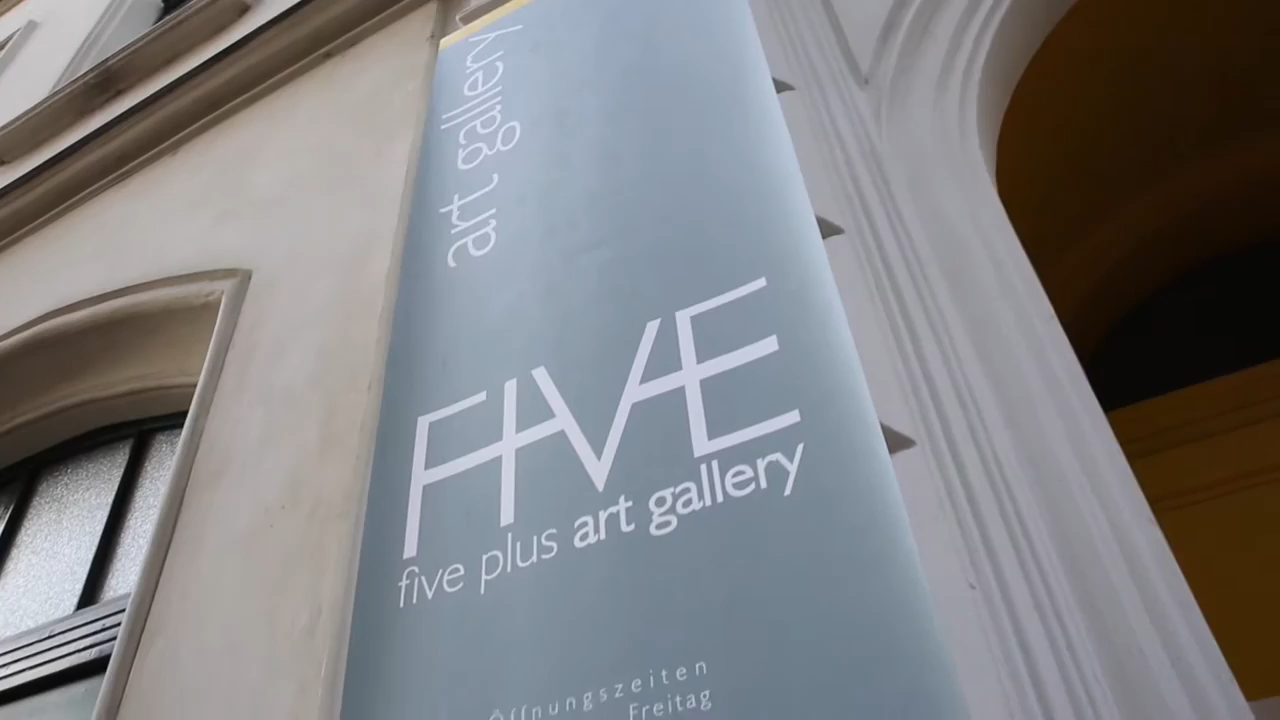 art gallery
FIVE
five plus art gallery
Öffnungszeiten
Freitag